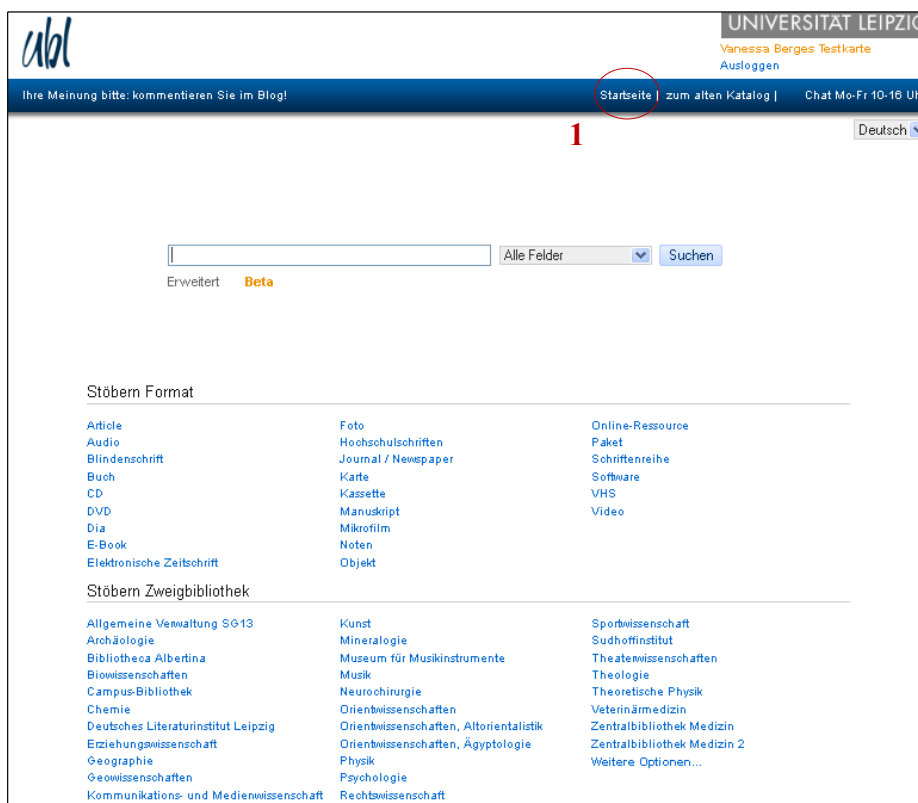 ubl
UNIVERSITÄT LEIPZIG
Vanessa Berges Testkarte
Ausloggen
Ihre Meinung bitte: kommentieren Sie im Blog!
Startseite | zum alten Katalog | Chat Mo-Fr 10-16 Uh
1
Deutsch
Alle Felder
Suchen
Erweitert Beta
Stöbern Format
Article Foto Online-Ressource
Audio Hochschulschriften Paket
Blindenschrift Journal / Newspaper Schriftenreihe
Buch Karte Software
CD Kassette VHS
DVD Manuskript Video
Dia Mikrofilm
E-Book Noten
Elektronische Zeitschrift Objekt
Stöbern Zweigbibliothek
Allgemeine Verwaltung SG13 Kunst Sportwissenschaft
Archäologie Mineralogie Sudhoffinstitut
Bibliotheca Albertina Museum für Musikinstrumente Theaterwissenschaften
Biowissenschaften Musik Theologie
Campus-Bibliothek Neurochirurgie Theoretische Physik
Chemie Orientwissenschaften Veterinärmedizin
Deutsches Literaturinstitut Leipzig Orientwissenschaften, Altorientalistik Zentralbibliothek Medizin
Erziehungswissenschaft Orientwissenschaften, Ägyptologie Zentralbibliothek Medizin 2
Geographie Physik Weitere Optionen...
Geowissenschaften Psychologie
Kommunikations- und Medienwissenschaft Rechtswissenschaft